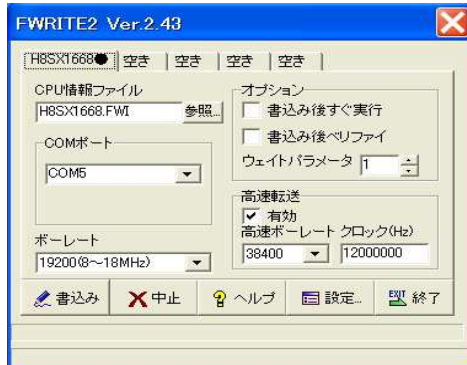 FWRITE2 Ver.2.43
H8SX1668● 空き 空き 空き 空き
CPU情報ファイル
H8SX1668.FWI 参照...
COMポート
COM5
ボーレート
19200(8～18MHz)
オプション
書込み後すぐ実行
書込み後ベリファイ
ウェイトパラメータ 1
高速転送
有効
高速ボーレート クロック(Hz)
38400 12000000
書込み 中止 ヘルプ 設定... EXIT 終了